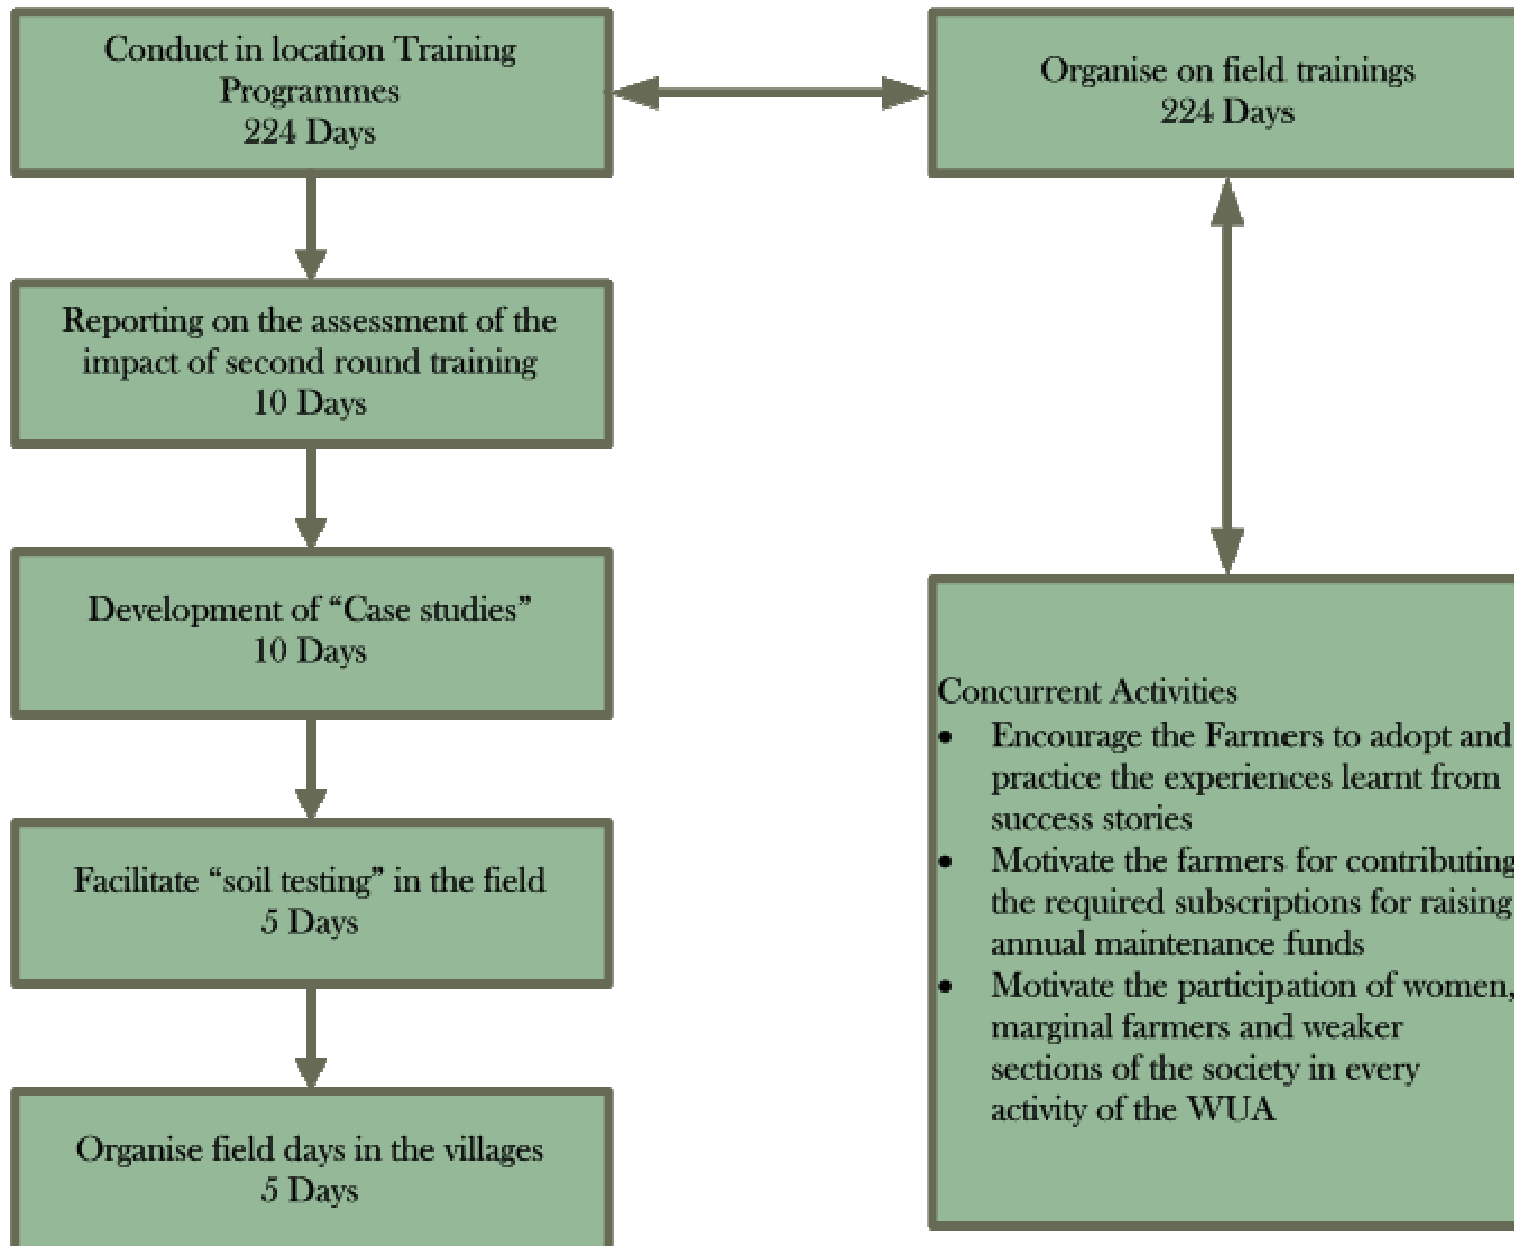 Conduct in location Training
Programmes
224 Days
Organise on field trainings
224 Days
Reporting on the assessment of the
impact of second round training
10 Days
Development of “Case studies”
10 Days
Facilitate “soil testing” in the field
5 Days
Organise field days in the villages
5 Days
Concurrent Activities
• Encourage the Farmers to adopt and
practice the experiences learnt from
success stories
• Motivate the farmers for contributing
the required subscriptions for raising
annual maintenance funds
• Motivate the participation of women,
marginal farmers and weaker
sections of the society in every
activity of the WUA